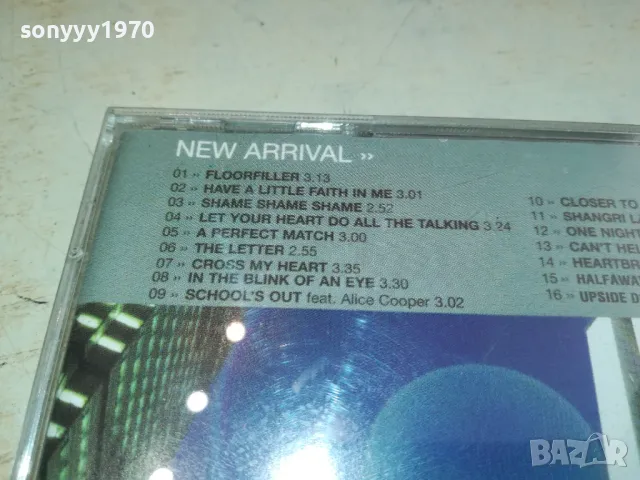 sonyyy1970
NEW ARRIVAL »
01 » FLOORFILLER 3.13
02 » HAVE A LITTLE FAITH IN ME 3.01
03 » SHAME SHAME SHAME 2.52
04 » LET YOUR HEART DO ALL THE TALKING 3.24
05 » A PERFECT MATCH 3.00
06 » THE LETTER 2.55
07 » CROSS MY HEART 3.35
08 » IN THE BLINK OF AN EYE 3.30
09 » SCHOOL'S OUT feat. Alice Cooper 3.02
10 » CLOSER TO
11 » SHANGRI L
12 » ONE NIGHT
13 » CAN'T HE
14 » HEARTBR
15 » HALFAWA
16 » UPSIDE D
BAZAR
bg